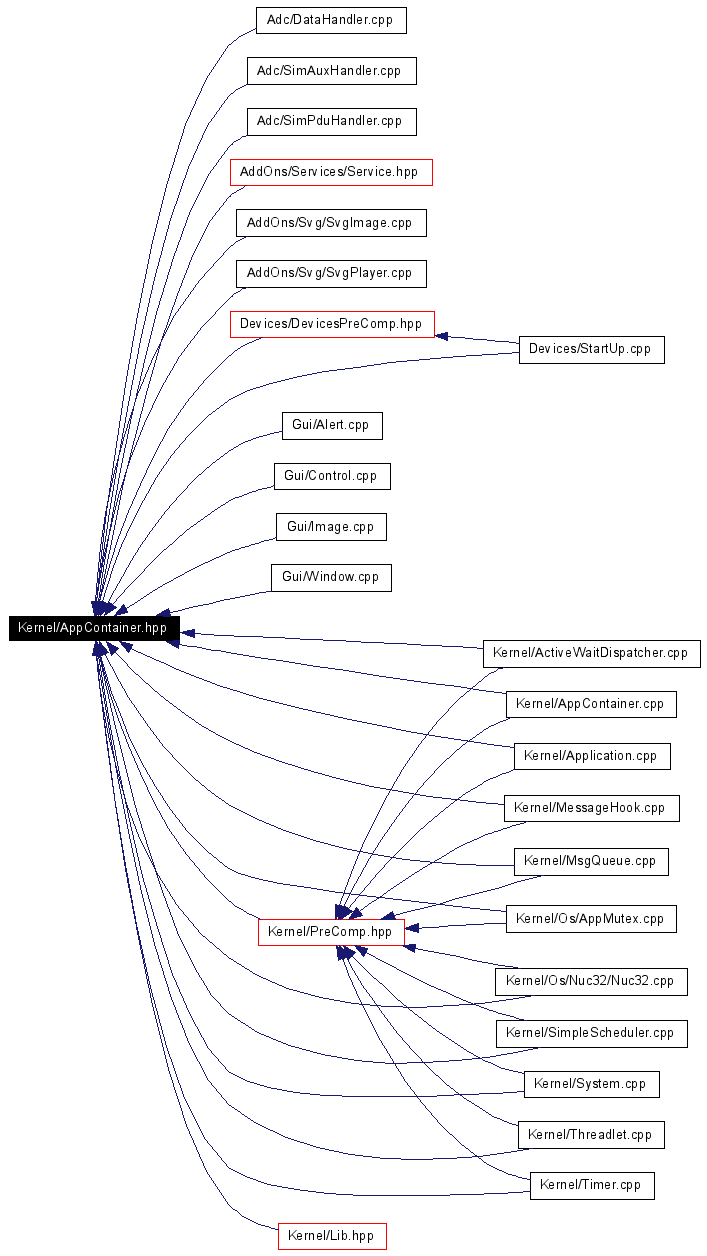 Adc/DataHandler.cpp
Adc/SimAuxHandler.cpp
Adc/SimPduHandler.cpp
AddOns/Services/Service.hpp
AddOns/Svg/SvgImage.cpp
AddOns/Svg/SvgPlayer.cpp
Devices/DevicesPreComp.hpp
Devices/StartUp.cpp
Gui/Alert.cpp
Gui/Control.cpp
Gui/Image.cpp
Gui/Window.cpp
Kernel/AppContainer.hpp
Kernel/ActiveWaitDispatcher.cpp
Kernel/AppContainer.cpp
Kernel/Application.cpp
Kernel/MessageHook.cpp
Kernel/MsgQueue.cpp
Kernel/Os/AppMutex.cpp
Kernel/PreComp.hpp
Kernel/Os/Nuc32/Nuc32.cpp
Kernel/SimpleScheduler.cpp
Kernel/System.cpp
Kernel/Threadlet.cpp
Kernel/Timer.cpp
Kernel/Lib.hpp